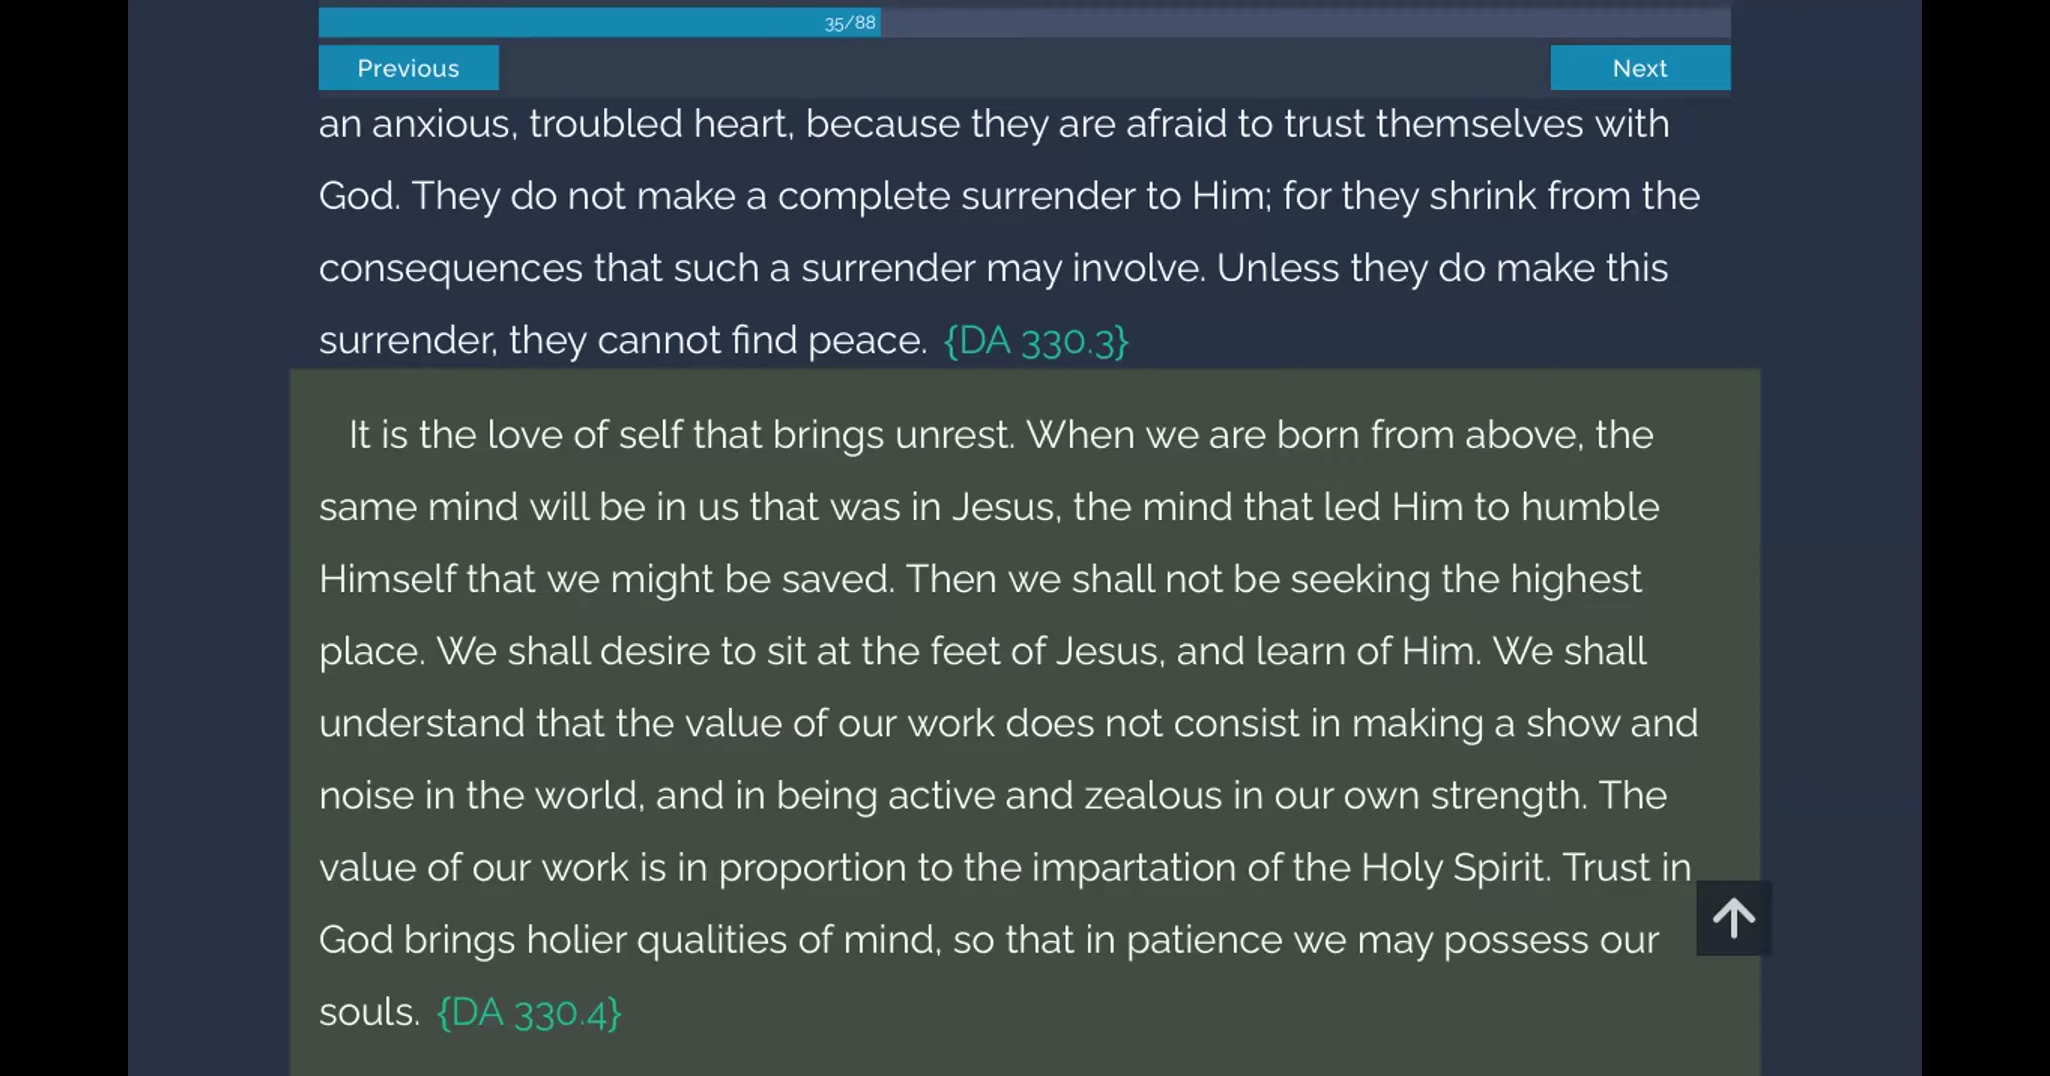 35/88
Previous
Next
an anxious, troubled heart, because they are afraid to trust themselves with
God. They do not make a complete surrender to Him; for they shrink from the
consequences that such a surrender may involve. Unless they do make this
surrender, they cannot find peace. {DA 330.3}
It is the love of self that brings unrest. When we are born from above, the
same mind will be in us that was in Jesus, the mind that led Him to humble
Himself that we might be saved. Then we shall not be seeking the highest
place. We shall desire to sit at the feet of Jesus, and learn of Him. We shall
understand that the value of our work does not consist in making a show and
noise in the world, and in being active and zealous in our own strength. The
value of our work is in proportion to the impartation of the Holy Spirit. Trust in
God brings holier qualities of mind, so that in patience we may possess our
souls. {DA 330.4}